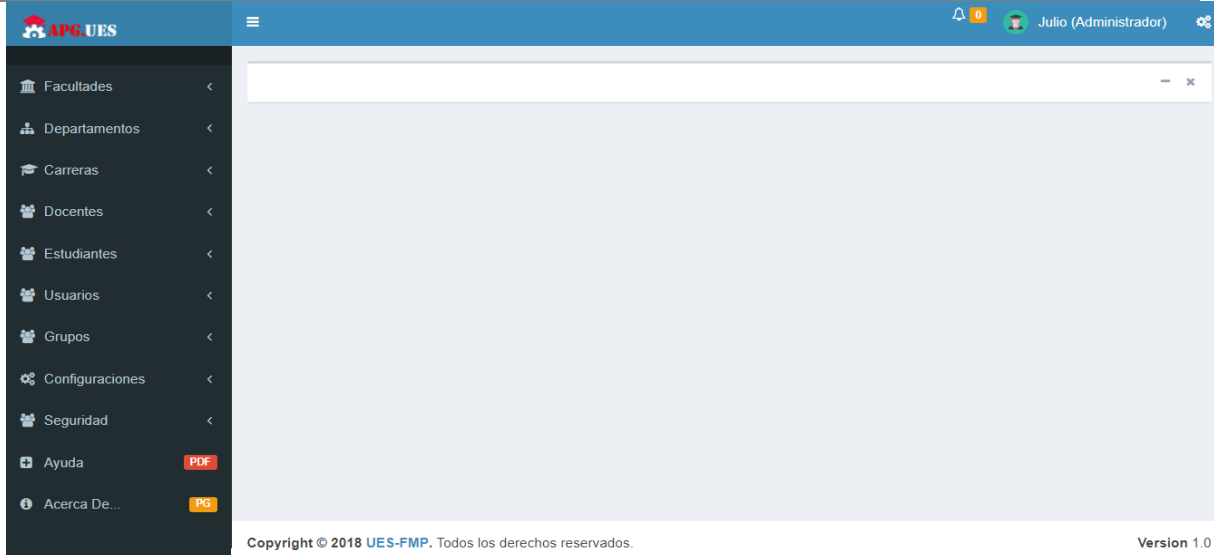 APG.UES
0
Julio (Administrador)
Facultades
Departamentos
Carreras
Docentes
Estudiantes
Usuarios
Grupos
Configuraciones
Seguridad
Ayuda PDF
Acerca De... PG
Copyright © 2018 UES-FMP. Todos los derechos reservados.
Version 1.0